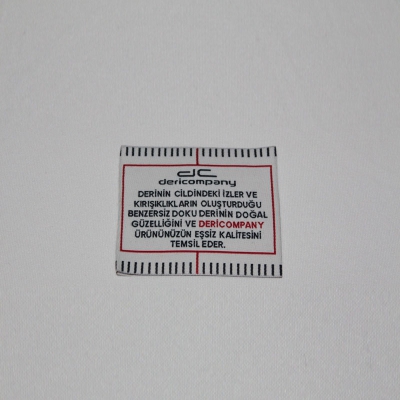 dc
dericompany
DERİNİN CİLDİNDEKİ İZLER VE
KIRIŞIKLIKLARIN OLUŞTURDUĞU
BENZERSİZ DOKU DERİNİN DOĞAL
GÜZELLİĞİNİ VE DERICOMPANY
ÜRÜNÜNÜZÜN EŞSİZ KALİTESİNİ
TEMSİL EDER.